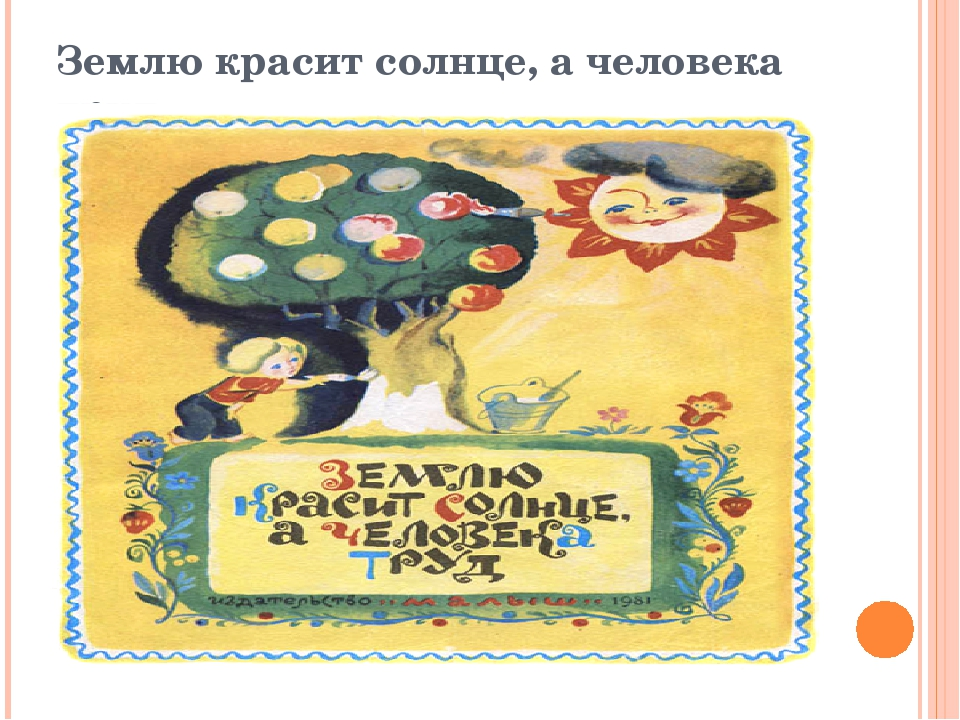 Землю красит солнце, а человека
Землю
красит солнце,
а человека
труд
издательство "малыш" 1981